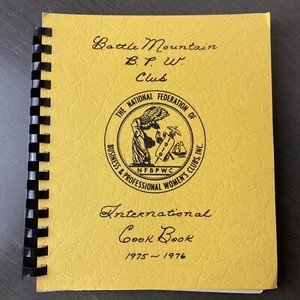 Battle Mountain
B. P. W.
Club
THE NATIONAL FEDERATION OF
BUSINESS & PROFESSIONAL WOMEN'S CLUBS, INC.
NFBPWC
International
Cook Book
1975 ~ 1976